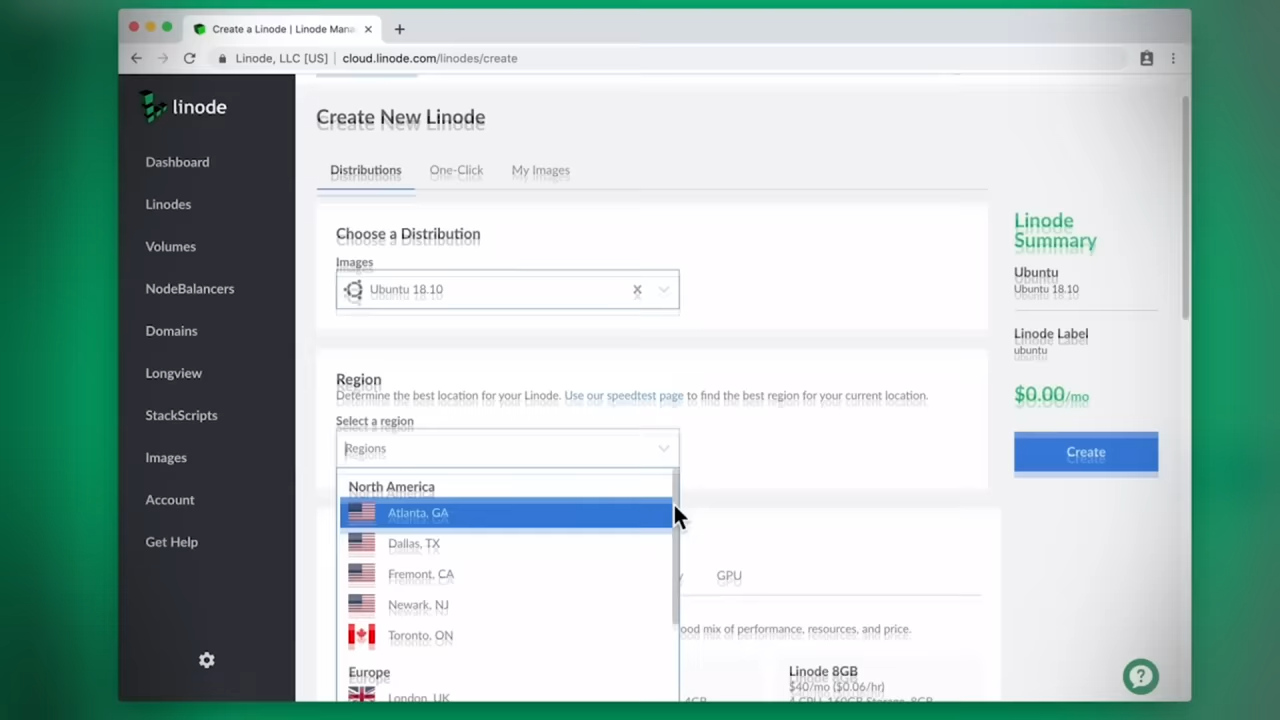 Create a Linode | Linode Mana
Linode, LLC [US] | cloud.linode.com/linodes/create
linode
Dashboard
Linodes
Volumes
NodeBalancers
Domains
Longview
StackScripts
Images
Account
Get Help
Create New Linode
Distributions
One-Click
My Images
Choose a Distribution
Images
Ubuntu 18.10
Region
Determine the best location for your Linode. Use our speedtest page to find the best region for your current location.
Select a region
Regions
North America
Atlanta, GA
Dallas, TX
Fremont, CA
Newark, NJ
Toronto, ON
Europe
London, UK
GPU
mix of performance, resources, and price.
Linode 8GB
$40/mo ($0.06/hr)
4 CPU, 160GB Storage, 8GB
Linode
Summary
Ubuntu
Ubuntu 18.10
Linode Label
ubuntu
$0.00/mo
Create
?